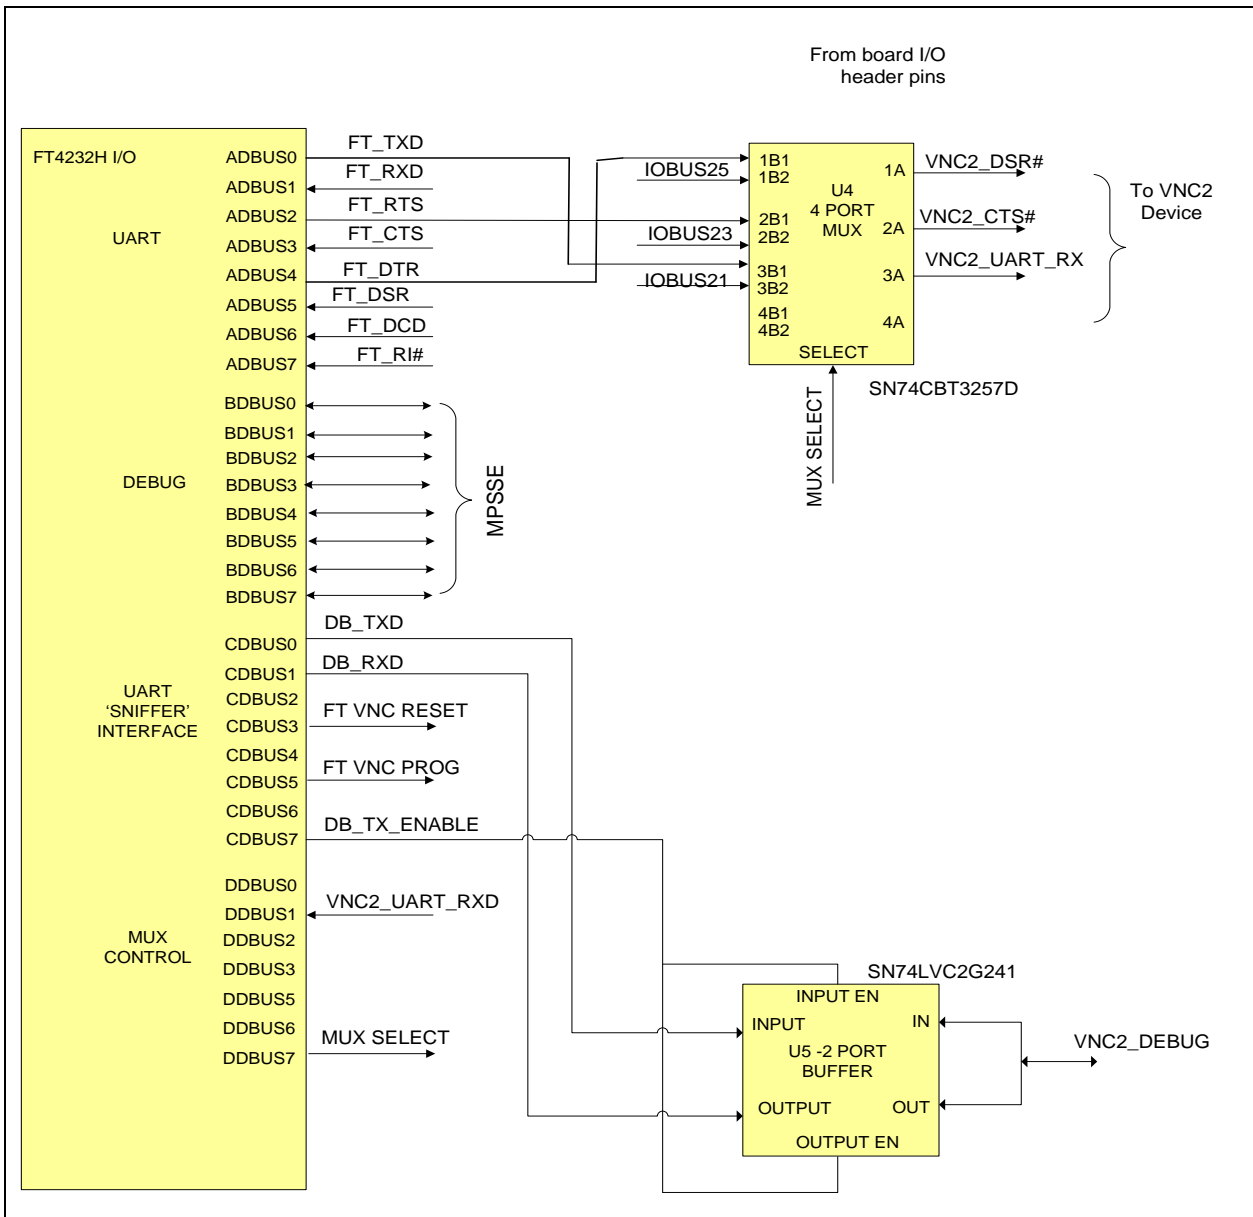 From board I/O
header pins
FT4232H I/O
UART
ADBUS0
FT_TXD
ADBUS1
FT_RXD
ADBUS2
FT_RTS
ADBUS3
FT_CTS
ADBUS4
FT_DTR
ADBUS5
FT_DSR
ADBUS6
FT_DCD
ADBUS7
FT_RI#
IOBUS25
IOBUS23
IOBUS21
1B1
1B2
2B1
2B2
3B1
3B2
4B1
4B2
U4
4 PORT
MUX
1A
2A
3A
4A
SELECT
SN74CBT3257D
MUX SELECT
VNC2_DSR#
VNC2_CTS#
VNC2_UART_RX
To VNC2
Device
DEBUG
BDBUS0
BDBUS1
BDBUS2
BDBUS3
BDBUS4
BDBUS5
BDBUS6
BDBUS7
MPSSE
UART
‘SNIFFER’
INTERFACE
CDBUS0
DB_TXD
CDBUS1
DB_RXD
CDBUS2
CDBUS3
FT VNC RESET
CDBUS4
CDBUS5
FT VNC PROG
CDBUS6
CDBUS7
DB_TX_ENABLE
MUX
CONTROL
DDBUS0
DDBUS1
VNC2_UART_RXD
DDBUS2
DDBUS3
DDBUS5
DDBUS6
DDBUS7
MUX SELECT
SN74LVC2G241
INPUT EN
INPUT
IN
U5 -2 PORT
BUFFER
OUTPUT
OUT
OUTPUT EN
VNC2_DEBUG